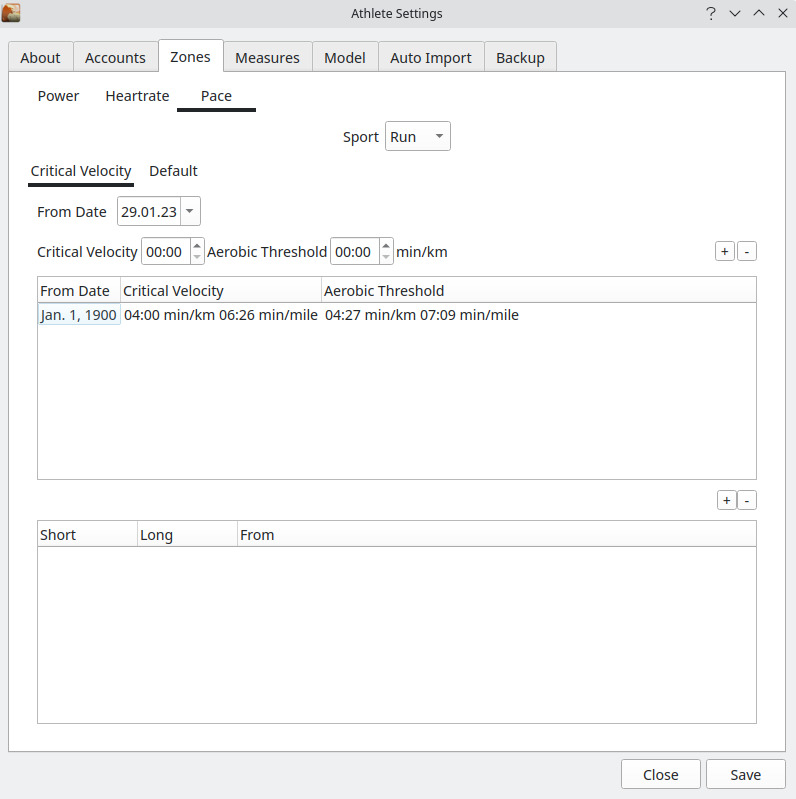 Athlete Settings
About Accounts Zones Measures Model Auto Import Backup
Power Heartrate Pace
Sport Run
Critical Velocity Default
From Date 29.01.23
Critical Velocity 00:00 Aerobic Threshold 00:00 min/km + -
From Date Critical Velocity Aerobic Threshold
Jan. 1, 1900 04:00 min/km 06:26 min/mile 04:27 min/km 07:09 min/mile
+ -
Short Long From
Close Save